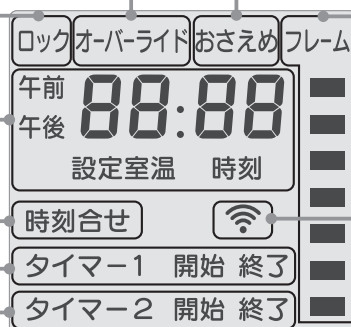 ロック オーバーライド おさえめ フレーム
午前 88:88
午後
設定室温 時刻
時刻合せ
タイマー1 開始 終了
タイマー2 開始 終了